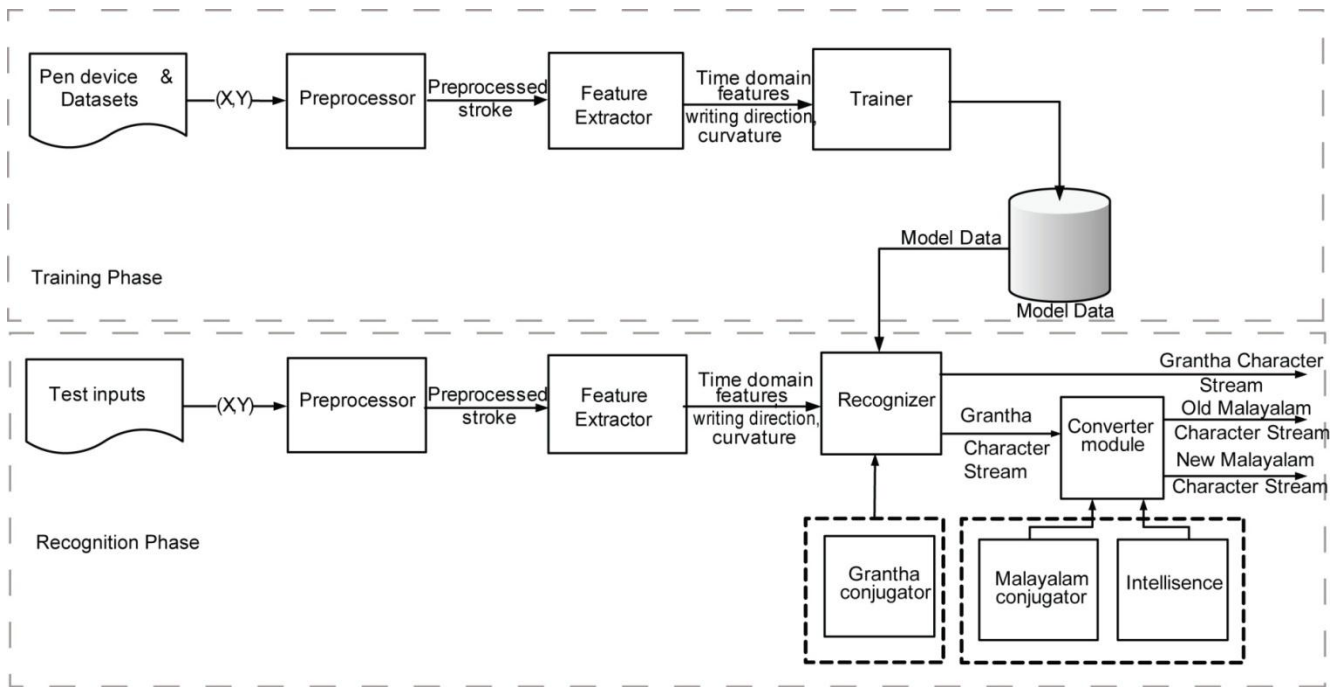 Pen device &
Datasets
(X,Y)
Preprocessor
Preprocessed
stroke
Feature
Extractor
Time domain
features
writing direction,
curvature
Trainer
Model Data
Model Data
Training Phase
Test inputs
(X,Y)
Preprocessor
Preprocessed
stroke
Feature
Extractor
Time domain
features
writing direction,
curvature
Recognizer
Grantha Character
Stream
Grantha
Character
Stream
Converter
module
Old Malayalam
Character Stream
New Malayalam
Character Stream
Recognition Phase
Grantha
conjugator
Malayalam
conjugator
Intellisence